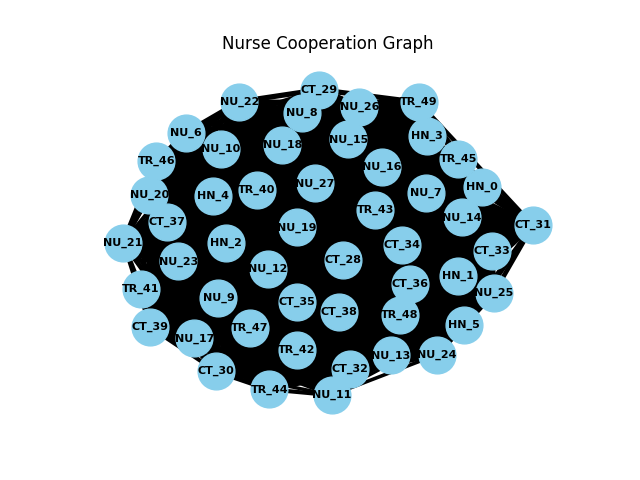 Nurse Cooperation Graph
CT_29
NU_22
TR_49
NU_8
NU_26
NU_6
HN_3
NU_15
NU_18
NU_10
TR_46
TR_45
NU_16
NU_27
HN_0
TR_40
NU_7
NU_20
HN_4
TR_43
NU_14
CT_37
CT_31
NU_19
NU_21
HN_2
CT_34
CT_33
CT_28
NU_23
NU_12
HN_1
CT_36
TR_41
NU_25
NU_9
CT_35
CT_38
TR_48
HN_5
CT_39
TR_47
NU_17
TR_42
NU_13
NU_24
CT_32
CT_30
TR_44
NU_11